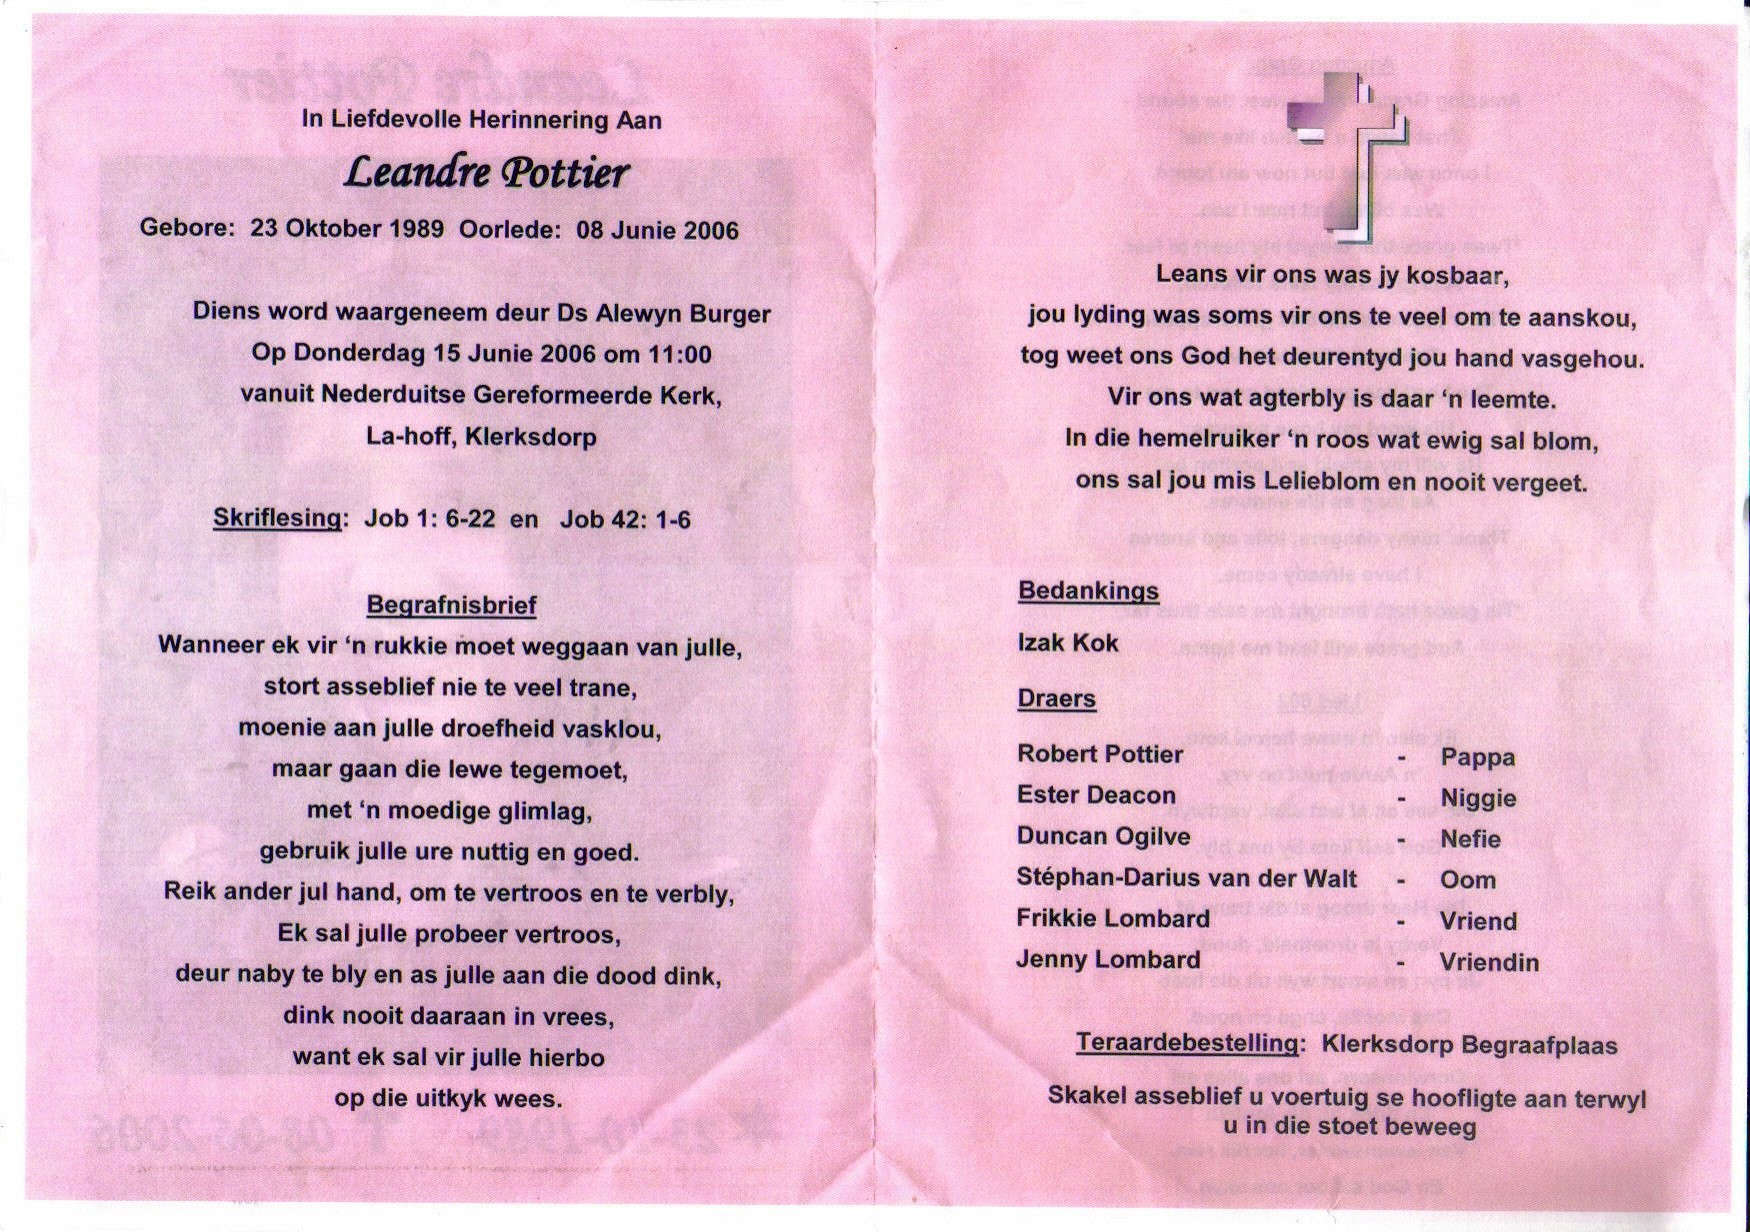 In Liefdevolle Herinnering Aan
Leandre Pottier
Gebore: 23 Oktober 1989 Oorlede: 08 Junie 2006
Diens word waargeneem deur Ds Alewyn Burger
Op Donderdag 15 Junie 2006 om 11:00
vanuit Nederduitse Gereformeerde Kerk,
La-hoff, Klerksdorp
Skriflesing: Job 1: 6-22 en Job 42: 1-6
Begrafnisbrief
Wanneer ek vir ‘n rukkie moet weggaan van julle,
stort asseblief nie te veel trane,
moenie aan julle droefheid vasklou,
maar gaan die lewe tegemoet,
met ‘n moedige glimlag,
gebruik julle ure nuttig en goed.
Reik ander jul hand, om te vertroos en te verbly,
Ek sal julle probeer vertroos,
deur naby te bly en as julle aan die dood dink,
dink nooit daaraan in vrees,
want ek sal vir julle hierbo
op die uitkyk wees.
Leans vir ons was jy kosbaar,
jou lyding was soms vir ons te veel om te aanskou,
tog weet ons God het deurentyd jou hand vasgehou.
Vir ons wat agterbly is daar ‘n leemte.
In die hemelruiker ‘n roos wat ewig sal blom,
ons sal jou mis Lelieblom en nooit vergeet.
Bedankings
Izak Kok
Draers
Robert Pottier - Pappa
Ester Deacon - Niggie
Duncan Ogilve - Nefie
Stéphan-Darius van der Walt - Oom
Frikkie Lombard - Vriend
Jenny Lombard - Vriendin
Teraardebestelling: Klerksdorp Begraafplaas
Skakel asseblief u voertuig se hoofligte aan terwyl
u in die stoet beweeg